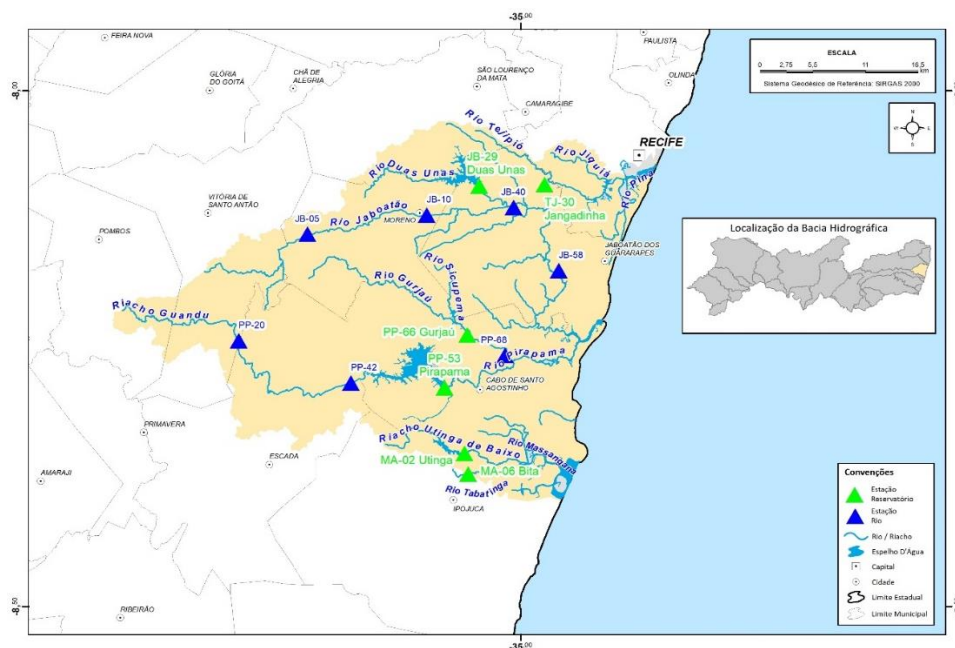 -35,00
FEIRA NOVA
PAULISTA
ESCALA
0 2,75 5,5 11 16,5
km
Sistema Geodésico de Referência: SIRGAS 2000
GLÓRIA
DO GOITÁ
CHÃ DE
ALEGRIA
SÃO LOURENÇO
DA MATA
OLINDA
-8,00
CAMARAGIBE
N
Rio Tejipió
RECIFE
Rio Jiquiá
JB-29
Duas Unas
Rio Duas Unas
Rio Pina
JB-40
TJ-30
Jangadinha
VITÓRIA DE
SANTO ANTÃO
JB-10
Rio Jaboatão
MORENO
JB-05
POMBOS
JABOATÃO DOS
GUARARAPES
Localização da Bacia Hidrográfica
JB-58
Rio Sicupema
Rio Gurjaú
Riacho Guandu
PP-20
PP-66 Gurjaú
PP-68
Rio Pirapama
PP-53
Pirapama
PP-42
CABO DE SANTO
AGOSTINHO
PRIMAVERA
Riacho Utinga de Baixo
Rio Massangana
ESCADA
MA-02 Utinga
MA-06 Bita
AMARAJI
Rio Tabatinga
IPOJUCA
Convenções
Estação
Reservatório
Estação
Rio
Rio / Riacho
Espelho D'Água
Capital
Cidade
Limite Estadual
Limite Municipal
-8,50
RIBEIRÃO
-35,00